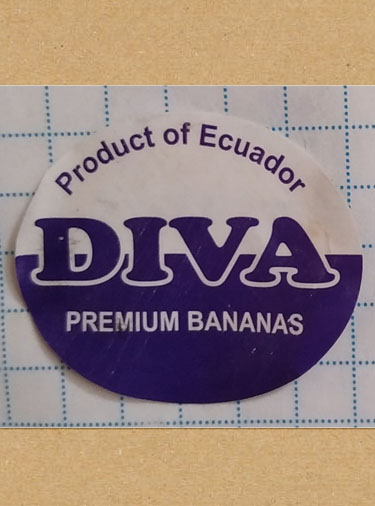 Product of Ecuador
DIVA
PREMIUM BANANAS